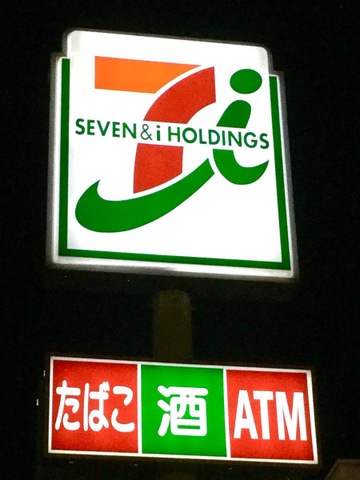 SEVEN & i HOLDINGS
たばこ 酒 ATM